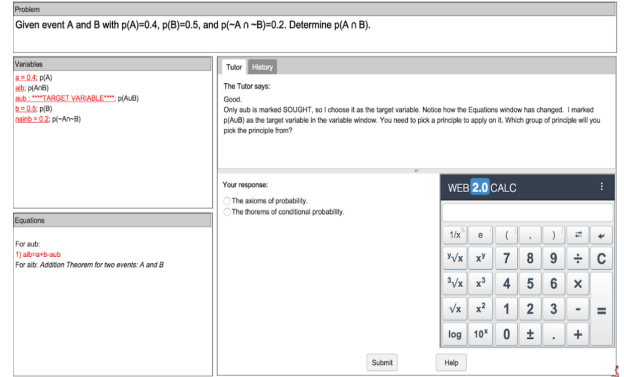 Problem
Given event A and B with p(A)=0.4, p(B)=0.5, and p(~A ∩ ~B)=0.2. Determine p(A ∩ B).
Variables
a = 0.4: p(A)
aib: p(A∩B)
aub : ****TARGET VARIABLE****: p(A∪B)
b = 0.5: p(B)
nainb = 0.2: p(~A∩~B)
Equations
For aub:
1) aib=a+b-aub
For aib: Addition Theorem for two events: A and B
Tutor History
The Tutor says:
Good.
Only aub is marked SOUGHT, so I choose it as the target variable. Notice how the Equations window has changed. I marked
p(A∪B) as the target variable in the variable window. You need to pick a principle to apply on it. Which group of principle will you
pick the principle from?
Your response:
The axioms of probability.
The thorems of conditional probability.
Submit
Help
WEB 2.0 CALC
1/x e ( , )
ʸ√x xʸ 7 8 9 ÷ C
³√x x³ 4 5 6 ×
√x x² 1 2 3 - =
log 10ˣ 0 ± . +